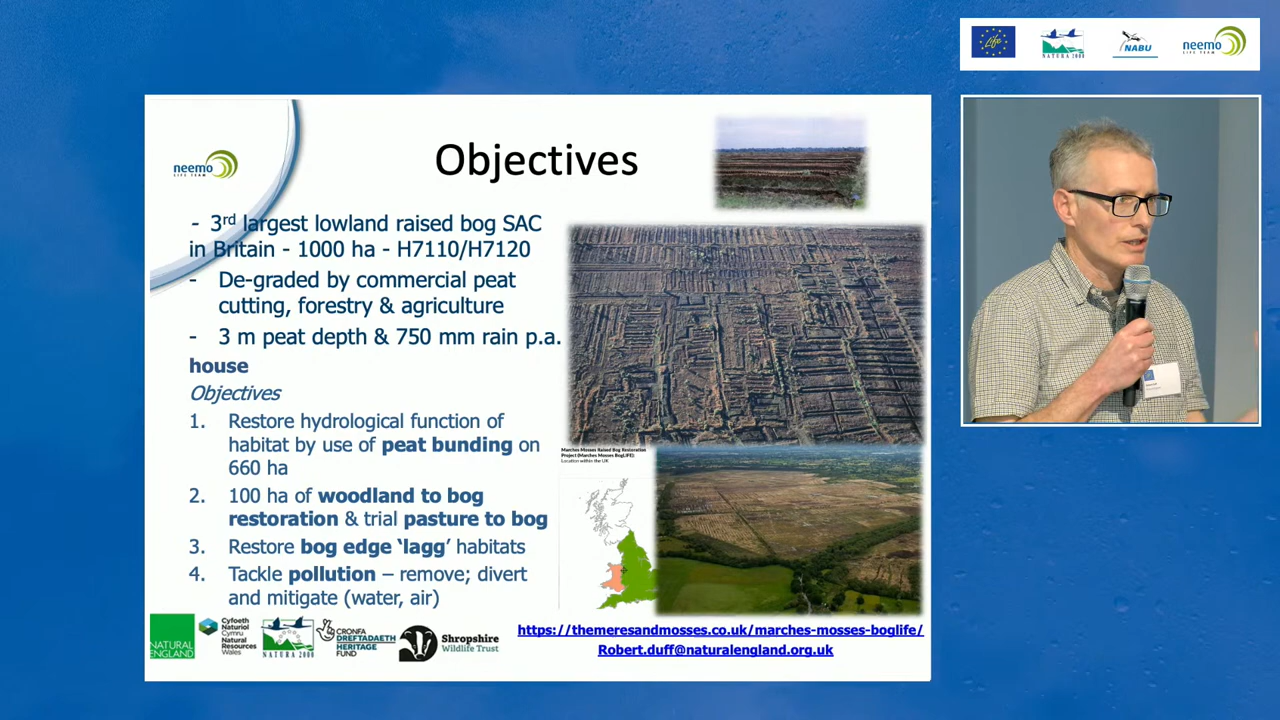 Life
NATURA 2000
NABU
neemo
LIFE TEAM
neemo
LIFE TEAM
Objectives
- 3rd largest lowland raised bog SAC
in Britain - 1000 ha - H7110/H7120
- De-graded by commercial peat
cutting, forestry & agriculture
- 3 m peat depth & 750 mm rain p.a.
house
Objectives
1. Restore hydrological function of
habitat by use of peat bunding on
660 ha
2. 100 ha of woodland to bog
restoration & trial pasture to bog
3. Restore bog edge ‘lagg’ habitats
4. Tackle pollution – remove; divert
and mitigate (water, air)
Marches Mosses Raised Bog Restoration
Project (Marches Mosses BogLIFE):
Location within the UK
NATURAL
ENGLAND
Cyfoeth
Naturiol
Cymru
Natural
Resources
Wales
NATURA 2000
CRONFA
DREFTADAETH
HERITAGE
FUND
Shropshire
Wildlife Trust
https://themeresandmosses.co.uk/marches-mosses-boglife/
Robert.duff@naturalengland.org.uk